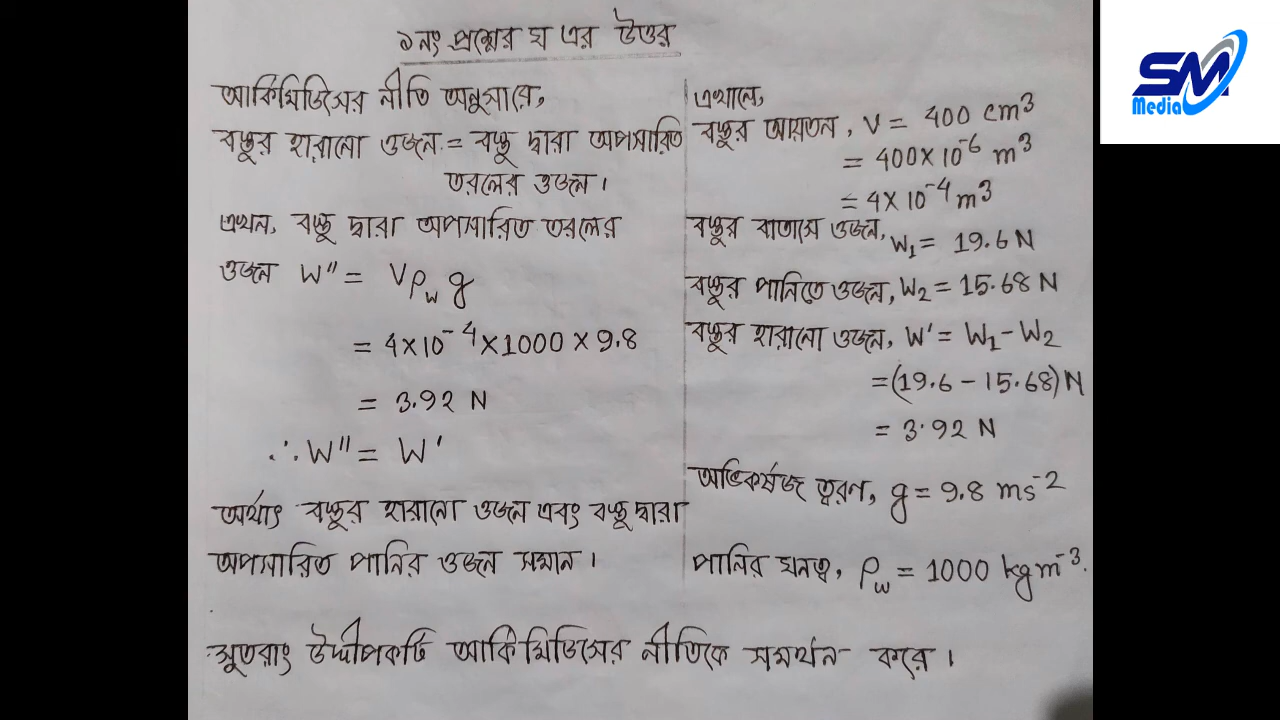 ১নং প্রশ্নের ঘ এর উত্তর
আর্কিমিডিসের নীতি অনুসারে,
বস্তুর হারানো ওজন = বস্তু দ্বারা অপসারিত
তরলের ওজন।
এখন, বস্তু দ্বারা অপসারিত তরলের
ওজন W" = Vρ_w g
= 4×10⁻⁴×1000×9.8
= 3.92 N
∴ W" = W'
অর্থাৎ বস্তুর হারানো ওজন এবং বস্তু দ্বারা
অপসারিত পানির ওজন সমান।
এখানে,
বস্তুর আয়তন, V = 400 cm³
= 400×10⁻⁶ m³
= 4×10⁻⁴ m³
বস্তুর বাতাসে ওজন, W₁ = 19.6 N
বস্তুর পানিতে ওজন, W₂ = 15.68 N
বস্তুর হারানো ওজন, W' = W₁ - W₂
= (19.6 - 15.68) N
= 3.92 N
অভিকর্ষজ ত্বরণ, g = 9.8 ms⁻²
পানির ঘনত্ব, ρ_w = 1000 kgm⁻³.
সুতরাং উদ্দীপকটি আর্কিমিডিসের নীতিকে সমর্থন করে।
SM
Media